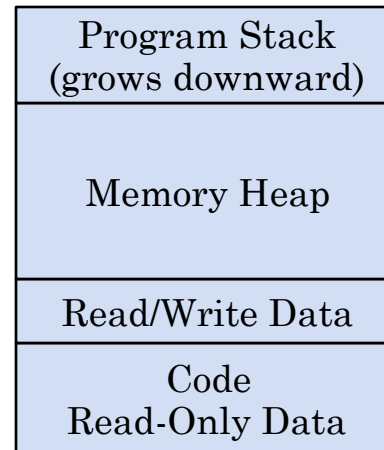 Program Stack
(grows downward)
Memory Heap
Read/Write Data
Code
Read-Only Data